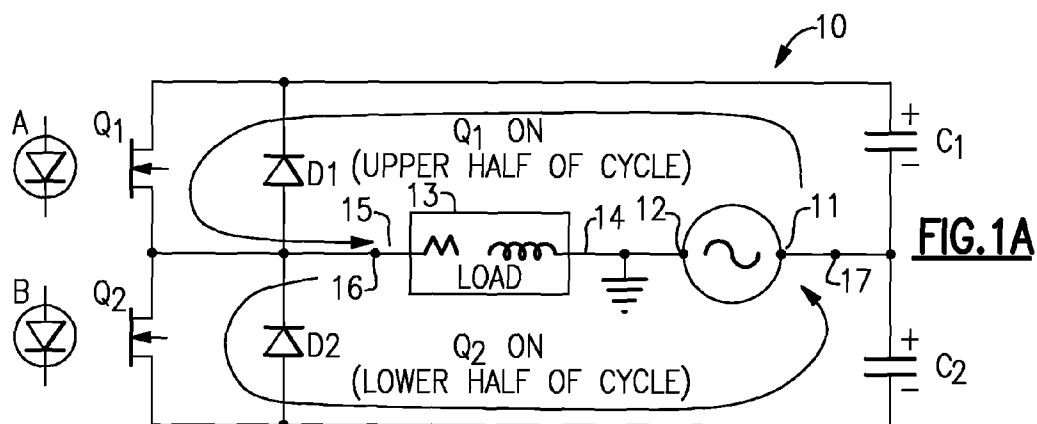 10
A
Q1
Q1 ON
(UPPER HALF OF CYCLE)
+
C1
-
D1
13
15
14
12
11
FIG.1A
16
LOAD
17
B
Q2
D2
Q2 ON
(LOWER HALF OF CYCLE)
+
C2
-